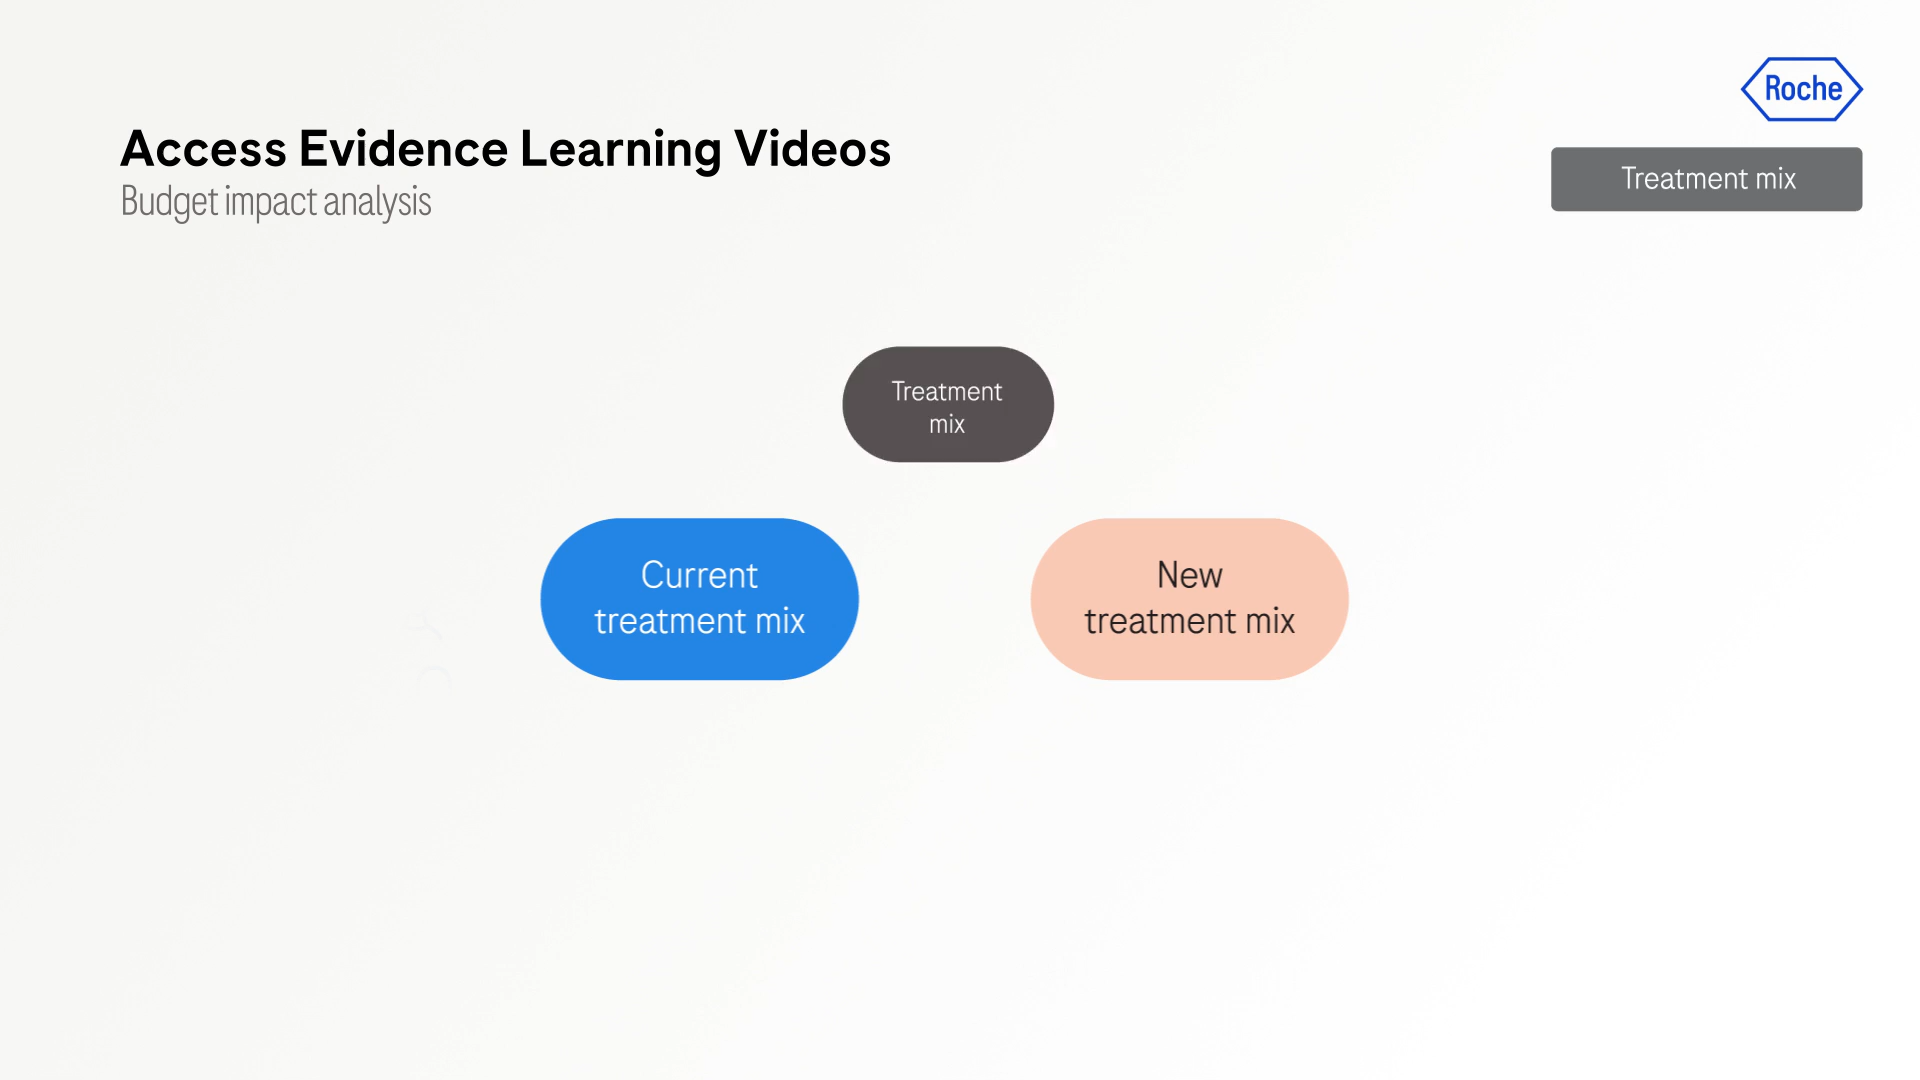 Roche
Access Evidence Learning Videos
Budget impact analysis
Treatment mix
Treatment
mix
Current
treatment mix
New
treatment mix